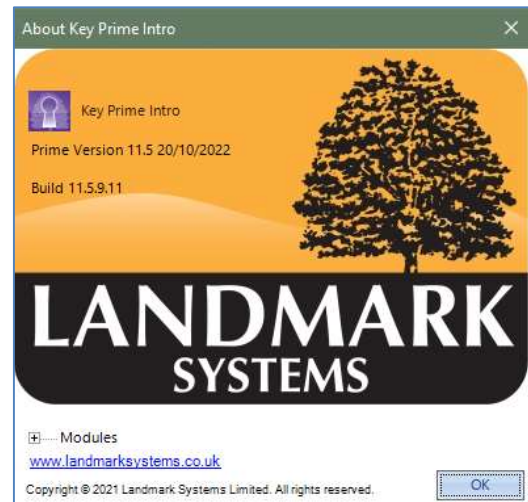 About Key Prime Intro
Key Prime Intro
Prime Version 11.5 20/10/2022
Build 11.5.9.11
LANDMARK
SYSTEMS
Modules
www.landmarksystems.co.uk
Copyright © 2021 Landmark Systems Limited. All rights reserved.
OK